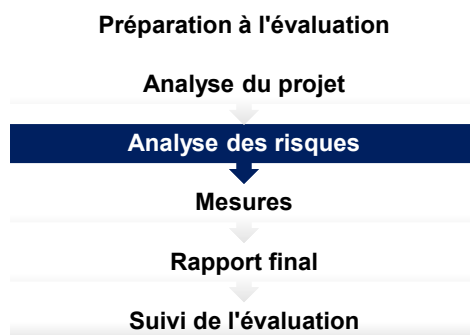 Préparation à l'évaluation
Analyse du projet
Analyse des risques
Mesures
Rapport final
Suivi de l'évaluation